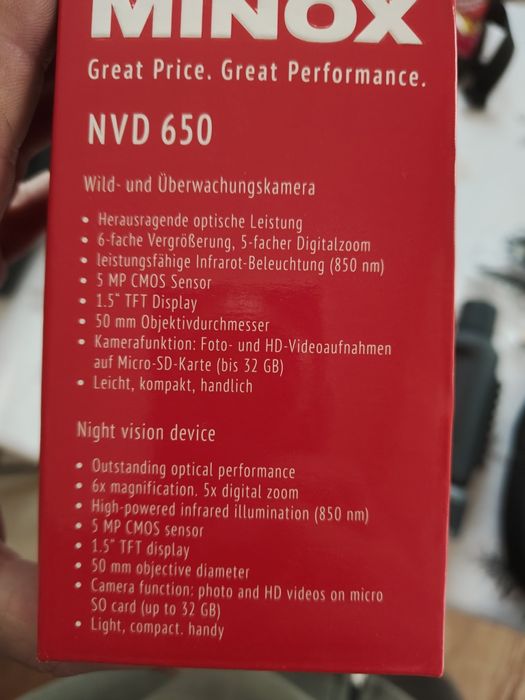 MINOX
Great Price. Great Performance.
NVD 650
Wild- und Überwachungskamera
• Herausragende optische Leistung
• 6-fache Vergrößerung, 5-facher Digitalzoom
• leistungsfähige Infrarot-Beleuchtung (850 nm)
• 5 MP CMOS Sensor
• 1.5“ TFT Display
• 50 mm Objektivdurchmesser
• Kamerafunktion: Foto- und HD-Videoaufnahmen
auf Micro-SD-Karte (bis 32 GB)
• Leicht, kompakt, handlich
Night vision device
• Outstanding optical performance
• 6x magnification. 5x digital zoom
• High-powered infrared illumination (850 nm)
• 5 MP CMOS sensor
• 1.5“ TFT display
• 50 mm objective diameter
• Camera function: photo and HD videos on micro
SO card (up to 32 GB)
• Light, compact. handy